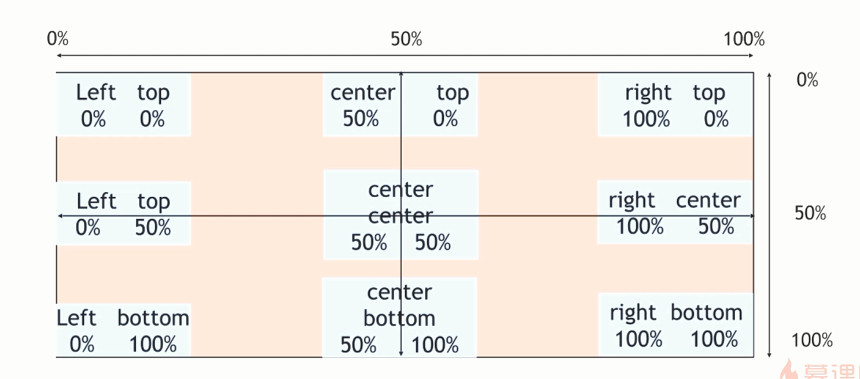 0% 50% 100%
Left top
0% 0%
center top
50% 0%
right top
100% 0%
0%
Left top
0% 50%
center
center
50% 50%
right center
100% 50%
50%
Left bottom
0% 100%
center
bottom
50% 100%
right bottom
100% 100%
100%
慕课